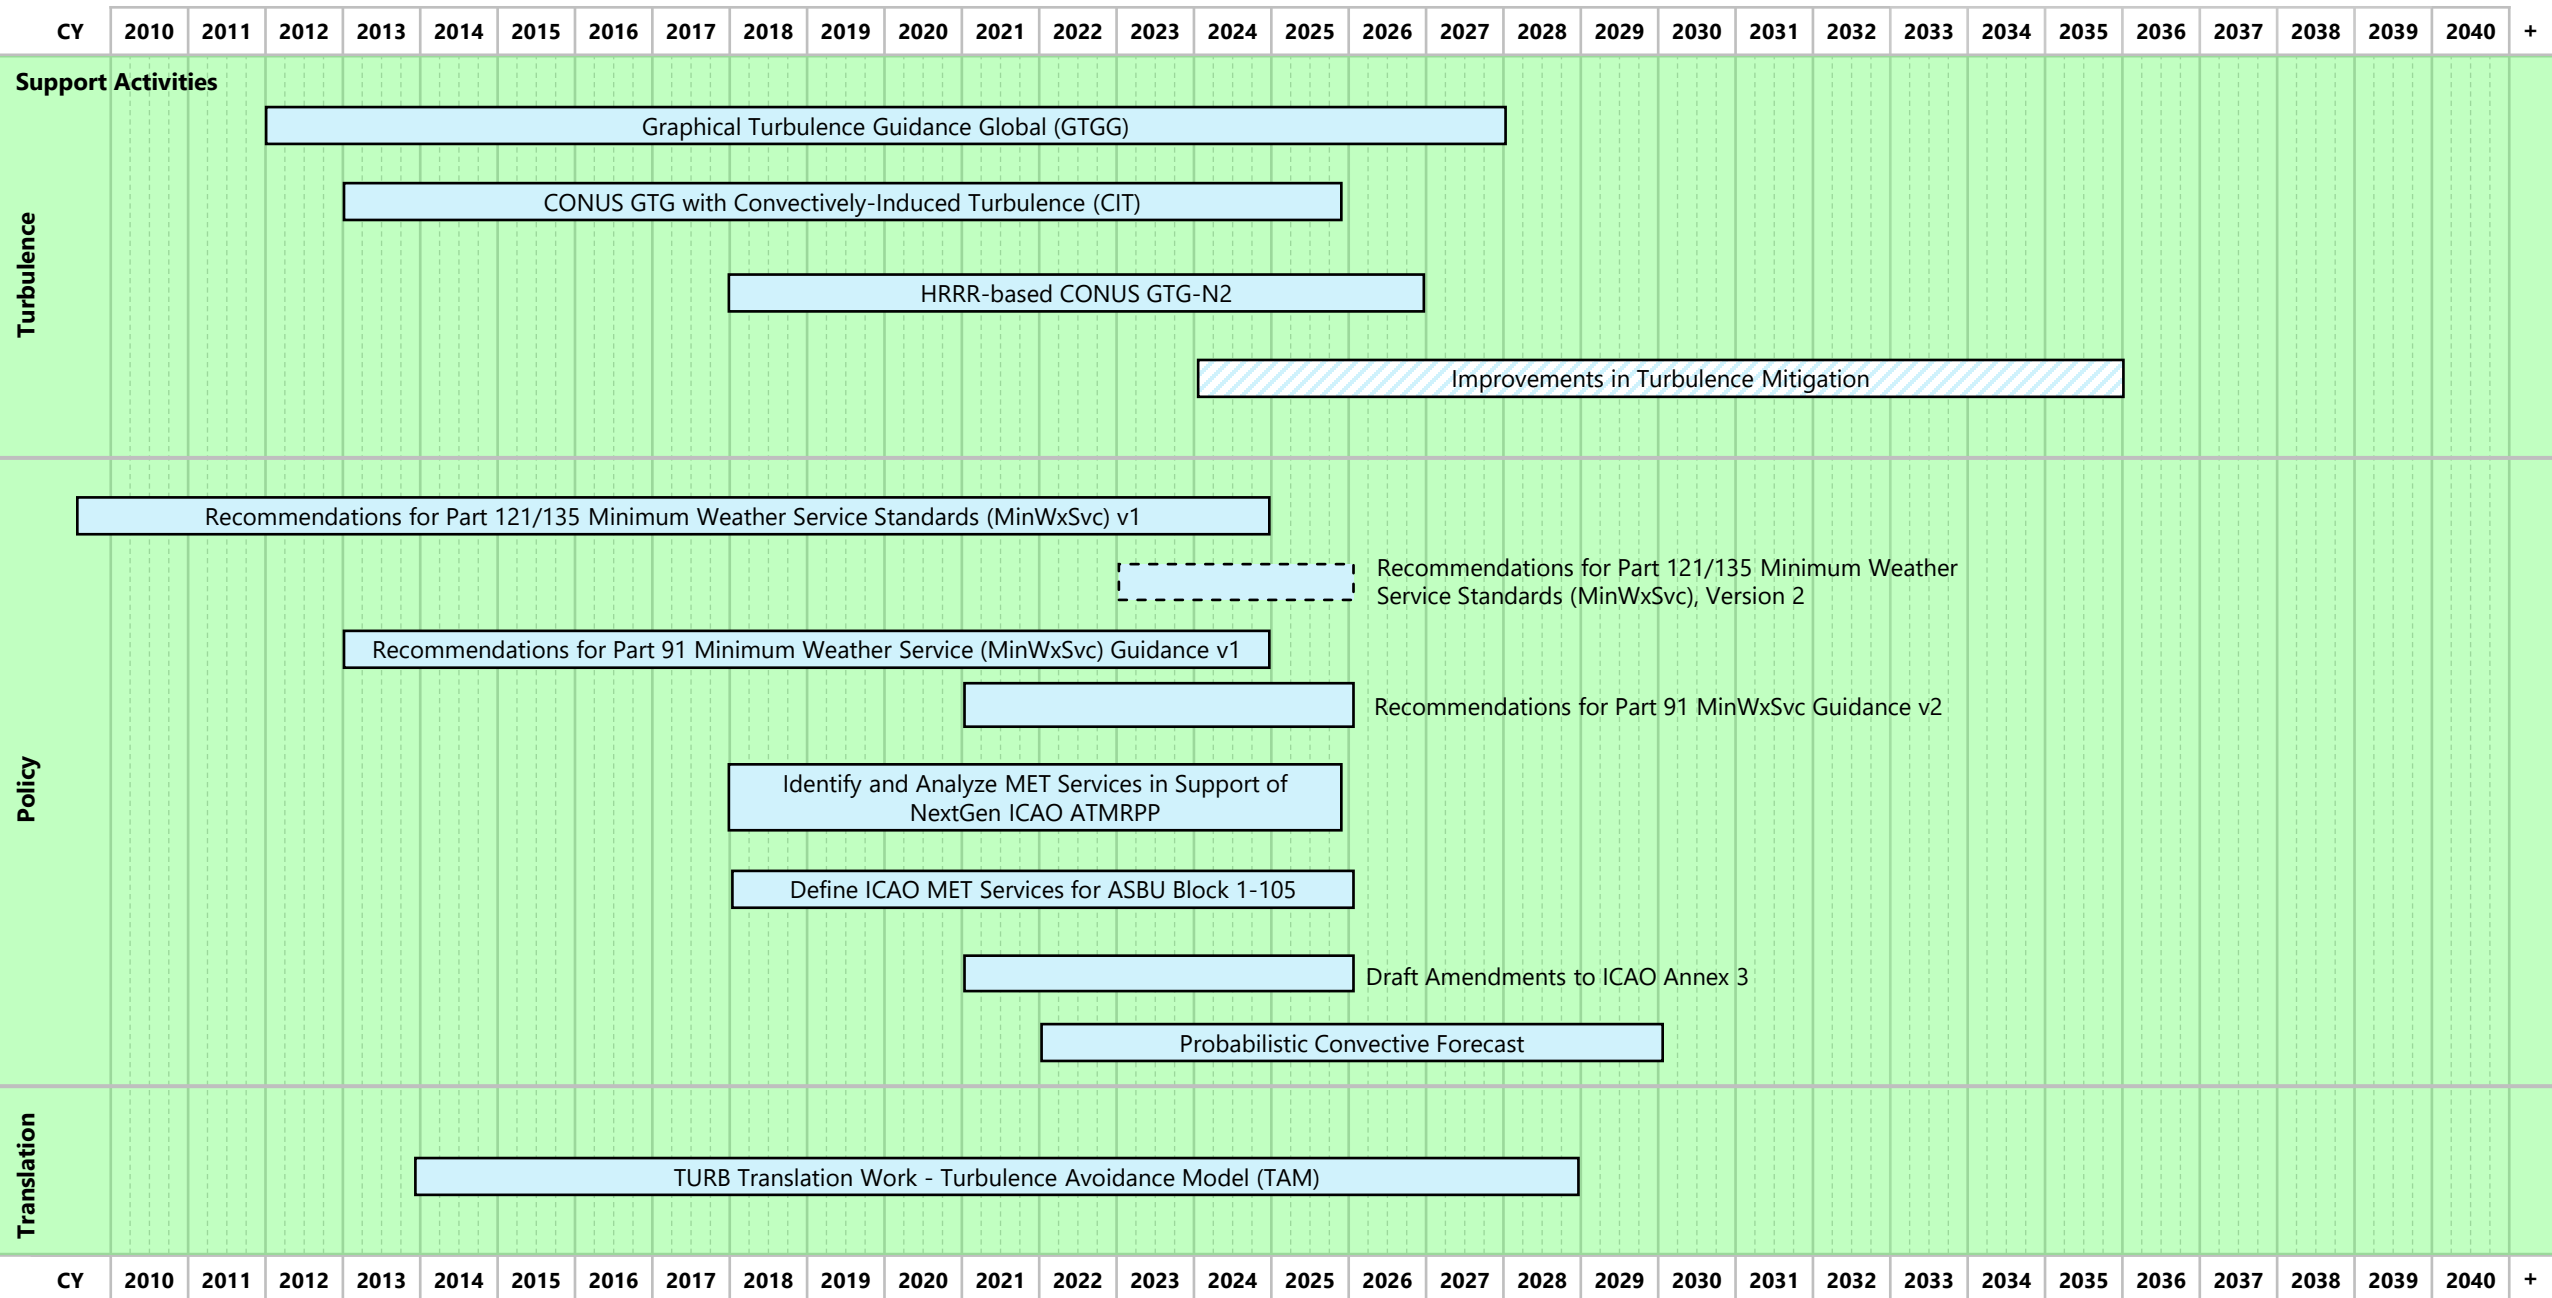 CY 2010 2011 2012 2013 2014 2015 2016 2017 2018 2019 2020 2021 2022 2023 2024 2025 2026 2027 2028 2029 2030 2031 2032 2033 2034 2035 2036 2037 2038 2039 2040 +
Support Activities
Turbulence
Graphical Turbulence Guidance Global (GTGG)
CONUS GTG with Convectively-Induced Turbulence (CIT)
HRRR-based CONUS GTG-N2
Improvements in Turbulence Mitigation
Policy
Recommendations for Part 121/135 Minimum Weather Service Standards (MinWxSvc) v1
Recommendations for Part 121/135 Minimum Weather
Service Standards (MinWxSvc), Version 2
Recommendations for Part 91 Minimum Weather Service (MinWxSvc) Guidance v1
Recommendations for Part 91 MinWxSvc Guidance v2
Identify and Analyze MET Services in Support of
NextGen ICAO ATMRPP
Define ICAO MET Services for ASBU Block 1-105
Draft Amendments to ICAO Annex 3
Probabilistic Convective Forecast
Translation
TURB Translation Work - Turbulence Avoidance Model (TAM)
CY 2010 2011 2012 2013 2014 2015 2016 2017 2018 2019 2020 2021 2022 2023 2024 2025 2026 2027 2028 2029 2030 2031 2032 2033 2034 2035 2036 2037 2038 2039 2040 +